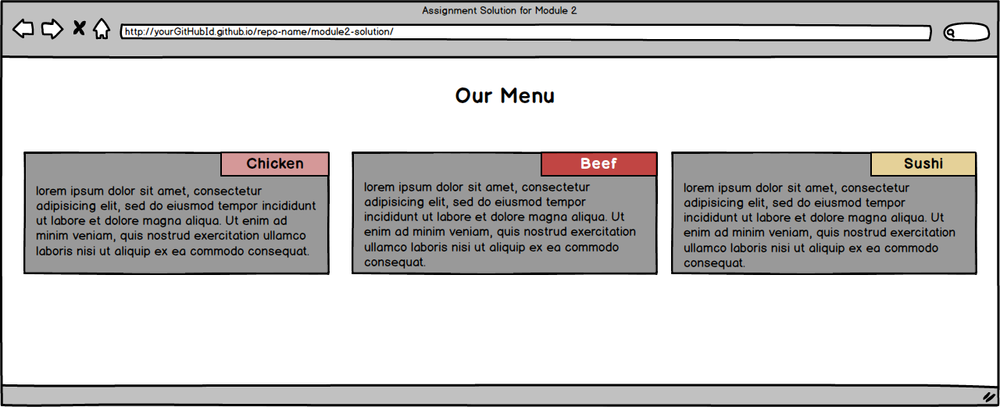 Assignment Solution for Module 2
http://yourGitHubId.github.io/repo-name/module2-solution/
Our Menu
Chicken
lorem ipsum dolor sit amet, consectetur
adipisicing elit, sed do eiusmod tempor incididunt
ut labore et dolore magna aliqua. Ut enim ad
minim veniam, quis nostrud exercitation ullamco
laboris nisi ut aliquip ex ea commodo consequat.
Beef
lorem ipsum dolor sit amet, consectetur
adipisicing elit, sed do eiusmod tempor
incididunt ut labore et dolore magna aliqua. Ut
enim ad minim veniam, quis nostrud exercitation
ullamco laboris nisi ut aliquip ex ea commodo
consequat.
Sushi
lorem ipsum dolor sit amet, consectetur
adipisicing elit, sed do eiusmod tempor
incididunt ut labore et dolore magna aliqua. Ut
enim ad minim veniam, quis nostrud exercitation
ullamco laboris nisi ut aliquip ex ea commodo
consequat.